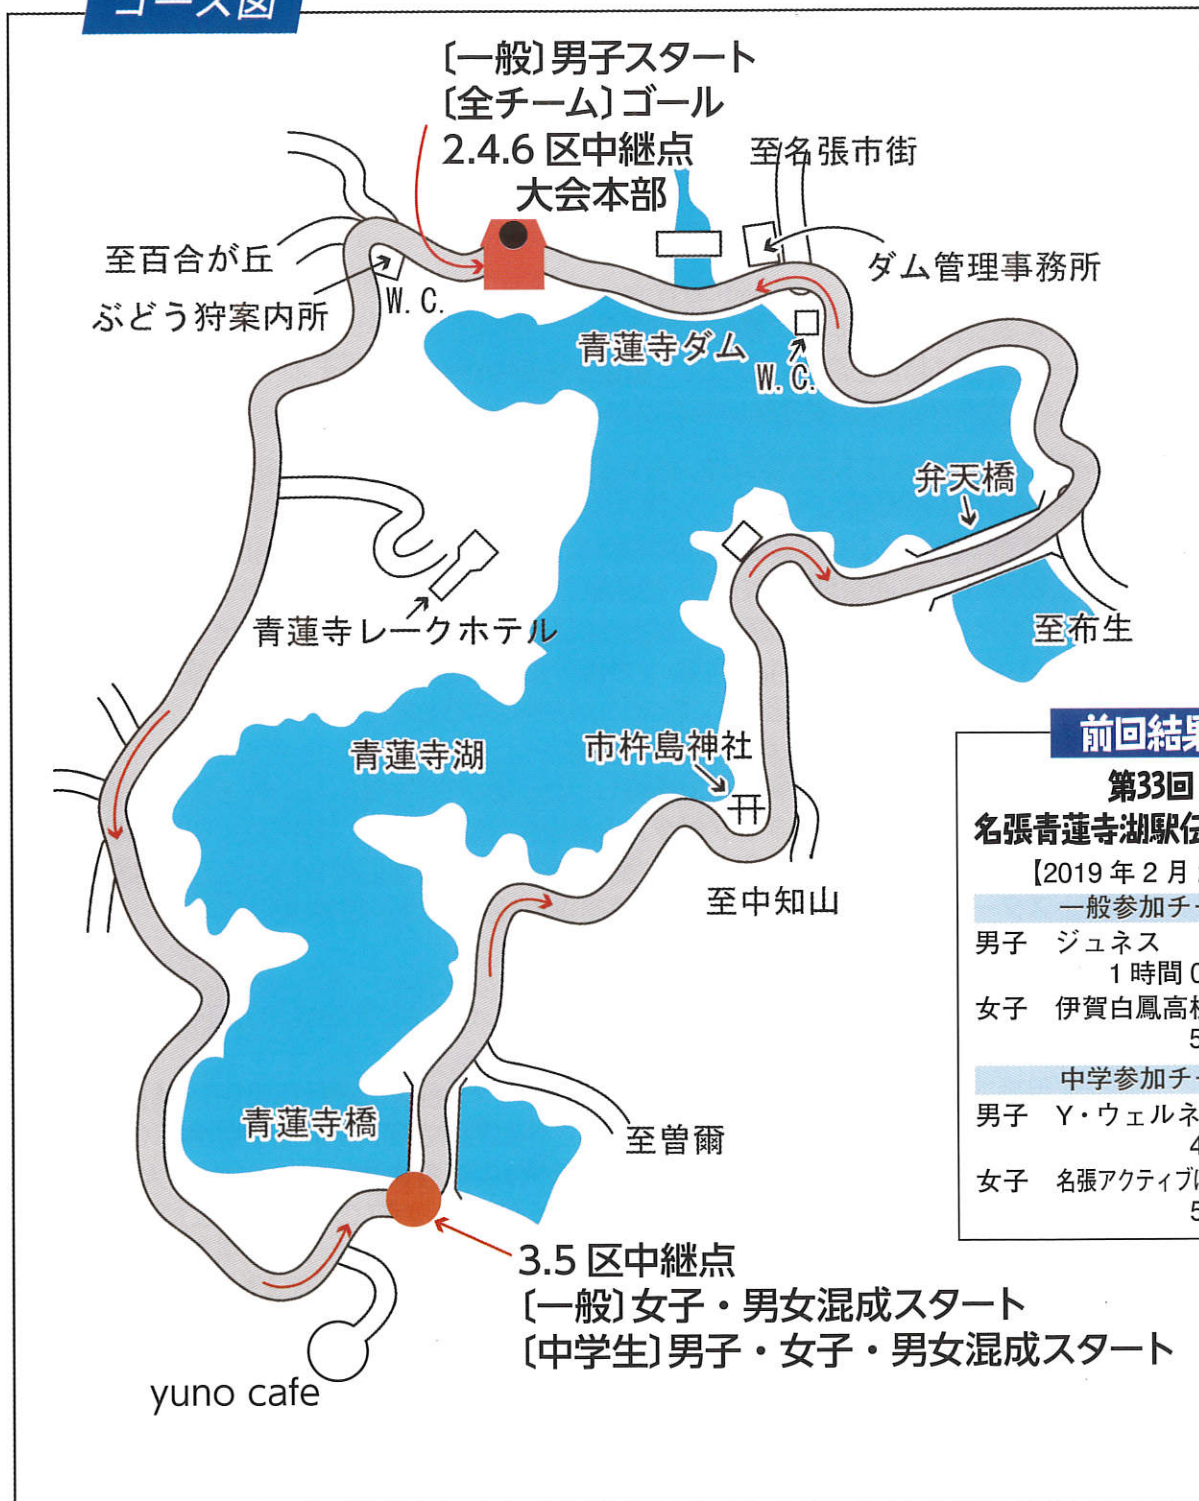 コース図
〔一般〕男子スタート
〔全チーム〕ゴール
2.4.6 区中継点
大会本部
至名張市街
至百合が丘
ぶどう狩案内所
W.C.
ダム管理事務所
青蓮寺ダム
W.C.
弁天橋
青蓮寺レークホテル
至布生
青蓮寺湖
市杵島神社
至中知山
青蓮寺橋
至曽爾
3.5 区中継点
〔一般〕女子・男女混成スタート
〔中学生〕男子・女子・男女混成スタート
yuno cafe
前回結果
第33回
名張青蓮寺湖駅伝
【2019 年 2 月
一般参加チー
男子 ジュネス
1 時間 0
女子 伊賀白鳳高校
5
中学参加チー
男子 Y・ウェルネ
4
女子 名張アクティブ
5